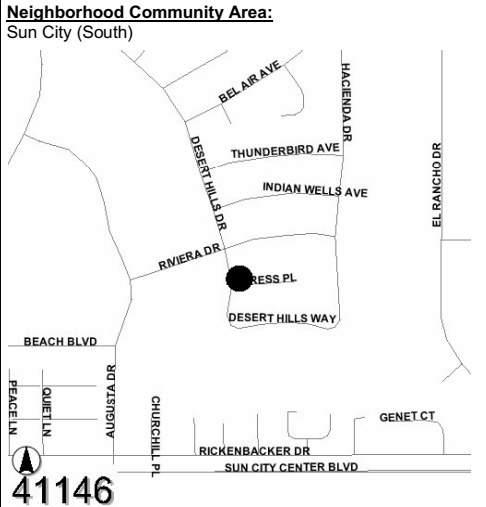 Neighborhood Community Area:
Sun City (South)
BEL AIR AVE
HACIENDA DR
THUNDERBIRD AVE
DESERT HILLS DR
INDIAN WELLS AVE
EL RANCHO DR
RIVIERA DR
RESS PL
DESERT HILLS WAY
BEACH BLVD
PEACE LN
QUIET LN
AUGUSTA DR
CHURCHILL PL
GENET CT
RICKENBACKER DR
SUN CITY CENTER BLVD
41146